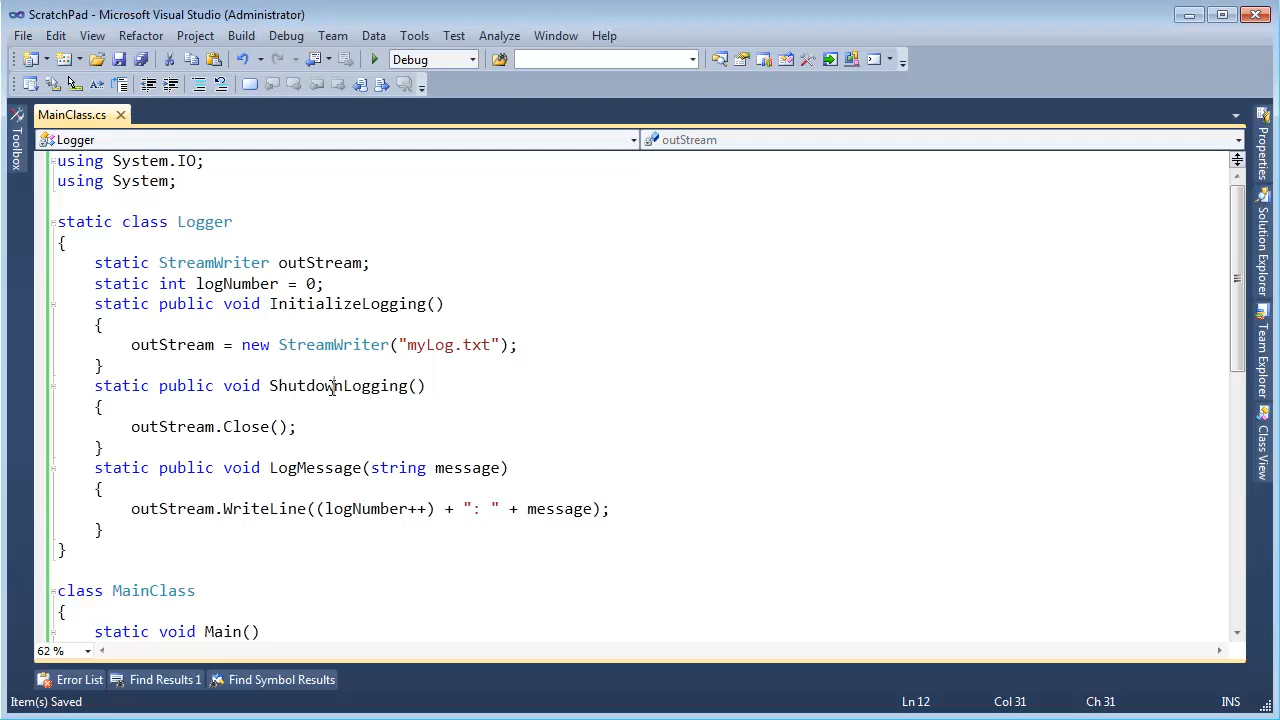 ScratchPad - Microsoft Visual Studio (Administrator)
File Edit View Refactor Project Build Debug Team Data Tools Test Analyze Window Help
Debug
MainClass.cs
Logger outStream
using System.IO;
using System;
static class Logger
{
static StreamWriter outStream;
static int logNumber = 0;
static public void InitializeLogging()
{
outStream = new StreamWriter("myLog.txt");
}
static public void ShutdownLogging()
{
outStream.Close();
}
static public void LogMessage(string message)
{
outStream.WriteLine((logNumber++) + ": " + message);
}
}
class MainClass
{
static void Main()
62 %
Error List Find Results 1 Find Symbol Results
Item(s) Saved Ln 12 Col 31 Ch 31 INS
Toolbox
Properties
Solution Explorer
Team Explorer
Class View